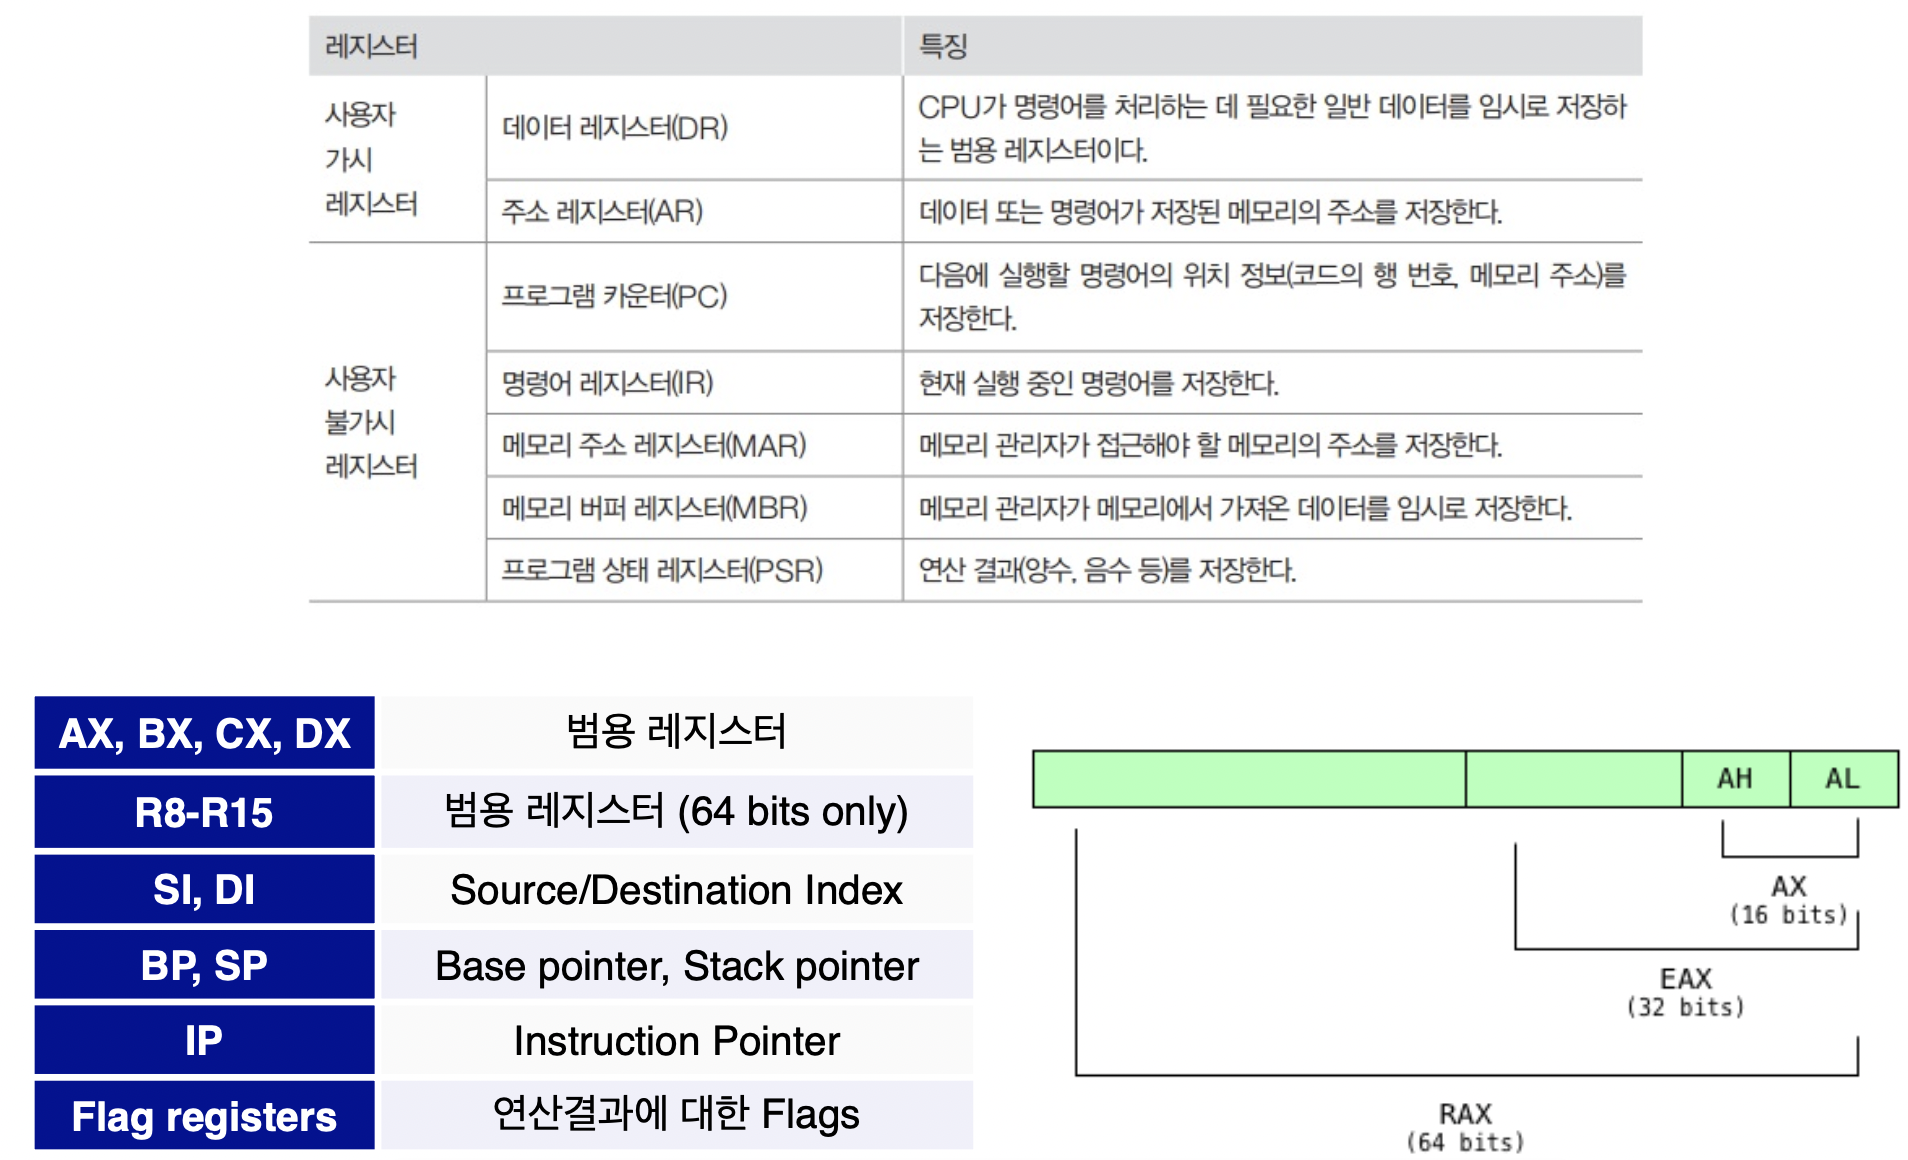 레지스터
특징
사용자
가시
레지스터
데이터 레지스터(DR)
CPU가 명령어를 처리하는 데 필요한 일반 데이터를 임시로 저장하
는 범용 레지스터이다.
주소 레지스터(AR)
데이터 또는 명령어가 저장된 메모리의 주소를 저장한다.
사용자
불가시
레지스터
프로그램 카운터(PC)
다음에 실행할 명령어의 위치 정보(코드의 행 번호, 메모리 주소)를
저장한다.
명령어 레지스터(IR)
현재 실행 중인 명령어를 저장한다.
메모리 주소 레지스터(MAR)
메모리 관리자가 접근해야 할 메모리의 주소를 저장한다.
메모리 버퍼 레지스터(MBR)
메모리 관리자가 메모리에서 가져온 데이터를 임시로 저장한다.
프로그램 상태 레지스터(PSR)
연산 결과(양수, 음수 등)를 저장한다.
AX, BX, CX, DX
범용 레지스터
R8-R15
범용 레지스터 (64 bits only)
SI, DI
Source/Destination Index
BP, SP
Base pointer, Stack pointer
IP
Instruction Pointer
Flag registers
연산결과에 대한 Flags
AH
AL
AX
(16 bits)
EAX
(32 bits)
RAX
(64 bits)